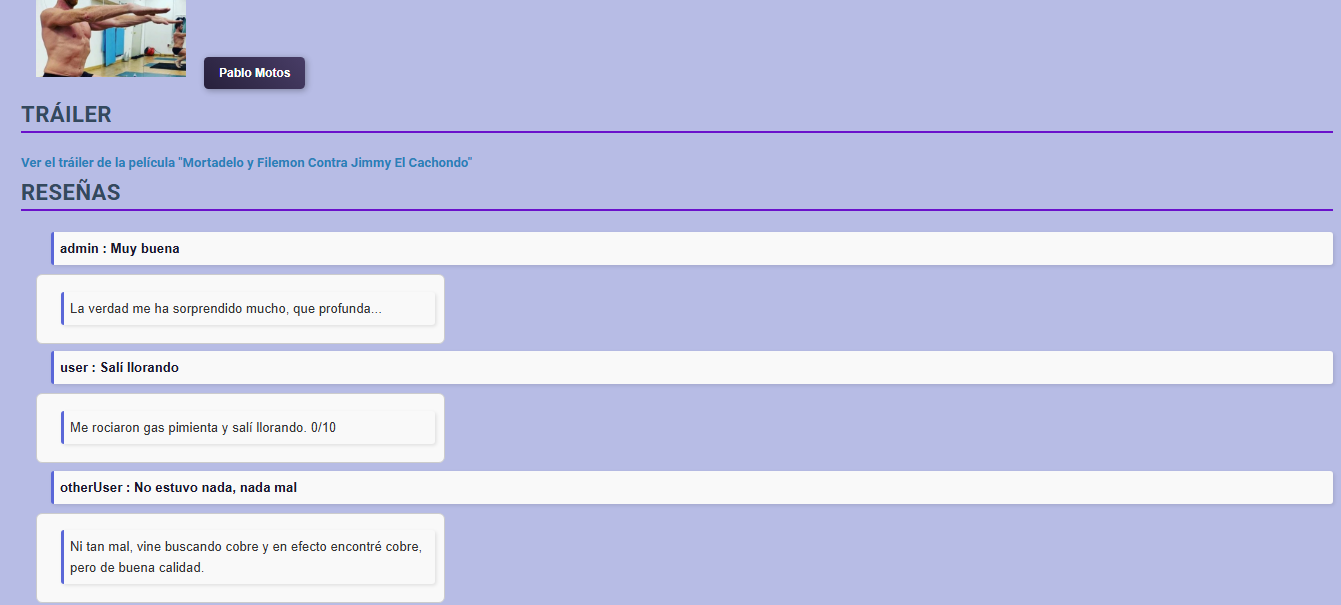 Pablo Motos
TRÁILER
Ver el tráiler de la película "Mortadelo y Filemon Contra Jimmy El Cachondo"
RESEÑAS
admin : Muy buena
La verdad me ha sorprendido mucho, que profunda...
user : Salí llorando
Me rociaron gas pimienta y salí llorando. 0/10
otherUser : No estuvo nada, nada mal
Ni tan mal, vine buscando cobre y en efecto encontré cobre,
pero de buena calidad.